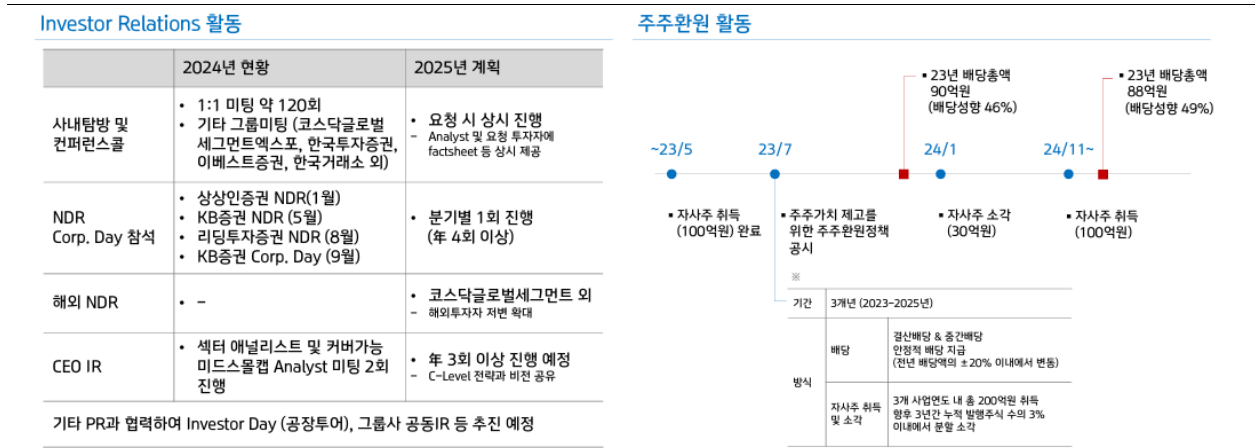 Investor Relations 활동
2024년 현황
2025년 계획
사내탐방 및
컨퍼런스콜
• 1:1 미팅 약 120회
• 기타 그룹미팅 (코스닥글로벌
세그먼트엑스포, 한국투자증권,
이베스트증권, 한국거래소 외)
• 요청 시 상시 진행
– Analyst 및 요청 투자자에
factsheet 등 상시 제공
NDR
Corp. Day 참석
• 상상인증권 NDR(1월)
• KB증권 NDR (5월)
• 리딩투자증권 NDR (8월)
• KB증권 Corp. Day (9월)
• 분기별 1회 진행
(年 4회 이상)
해외 NDR
• –
• 코스닥글로벌세그먼트 외
– 해외투자자 저변 확대
CEO IR
• 섹터 애널리스트 및 커버가능
미드스몰캡 Analyst 미팅 2회
진행
• 年 3회 이상 진행 예정
– C-Level 전략과 비전 공유
기타 PR과 협력하여 Investor Day (공장투어), 그룹사 공동IR 등 추진 예정
주주환원 활동
▪ 23년 배당총액
90억원
(배당성향 46%)
▪ 23년 배당총액
88억원
(배당성향 49%)
~23/5
23/7
24/1
24/11~
▪ 자사주 취득
(100억원) 완료
▪ 주주가치 제고를
위한 주주환원정책
공시
▪ 자사주 소각
(30억원)
▪ 자사주 취득
(100억원)
※
기간
3개년 (2023~2025년)
방식
배당
결산배당 & 중간배당
안정적 배당 지급
(전년 배당액의 ±20% 이내에서 변동)
자사주 취득
및 소각
3개 사업연도 내 총 200억원 취득
향후 3년간 누적 발행주식 수의 3%
이내에서 분할 소각